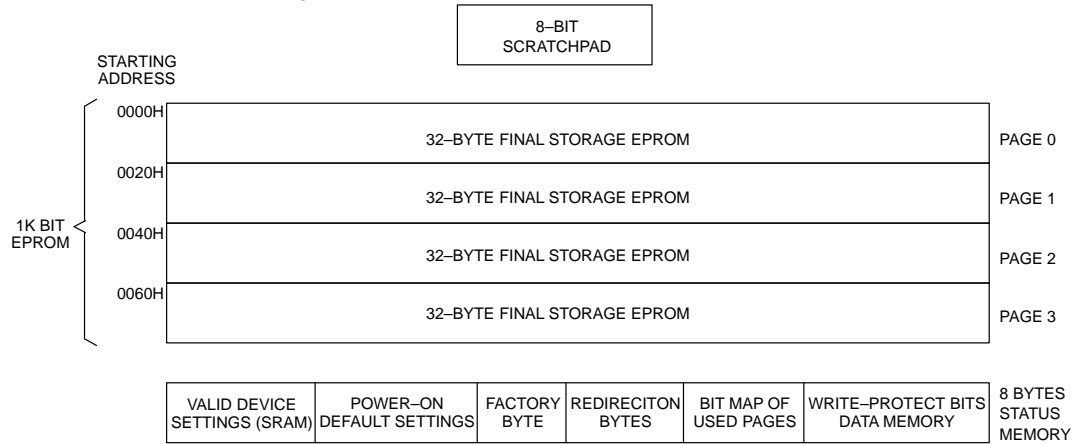 8–BIT
SCRATCHPAD
STARTING
ADDRESS
0000H
32–BYTE FINAL STORAGE EPROM
PAGE 0
0020H
32–BYTE FINAL STORAGE EPROM
PAGE 1
1K BIT
EPROM
0040H
32–BYTE FINAL STORAGE EPROM
PAGE 2
0060H
32–BYTE FINAL STORAGE EPROM
PAGE 3
VALID DEVICE
SETTINGS (SRAM)
POWER–ON
DEFAULT SETTINGS
FACTORY
BYTE
REDIRECITON
BYTES
BIT MAP OF
USED PAGES
WRITE–PROTECT BITS
DATA MEMORY
8 BYTES
STATUS
MEMORY